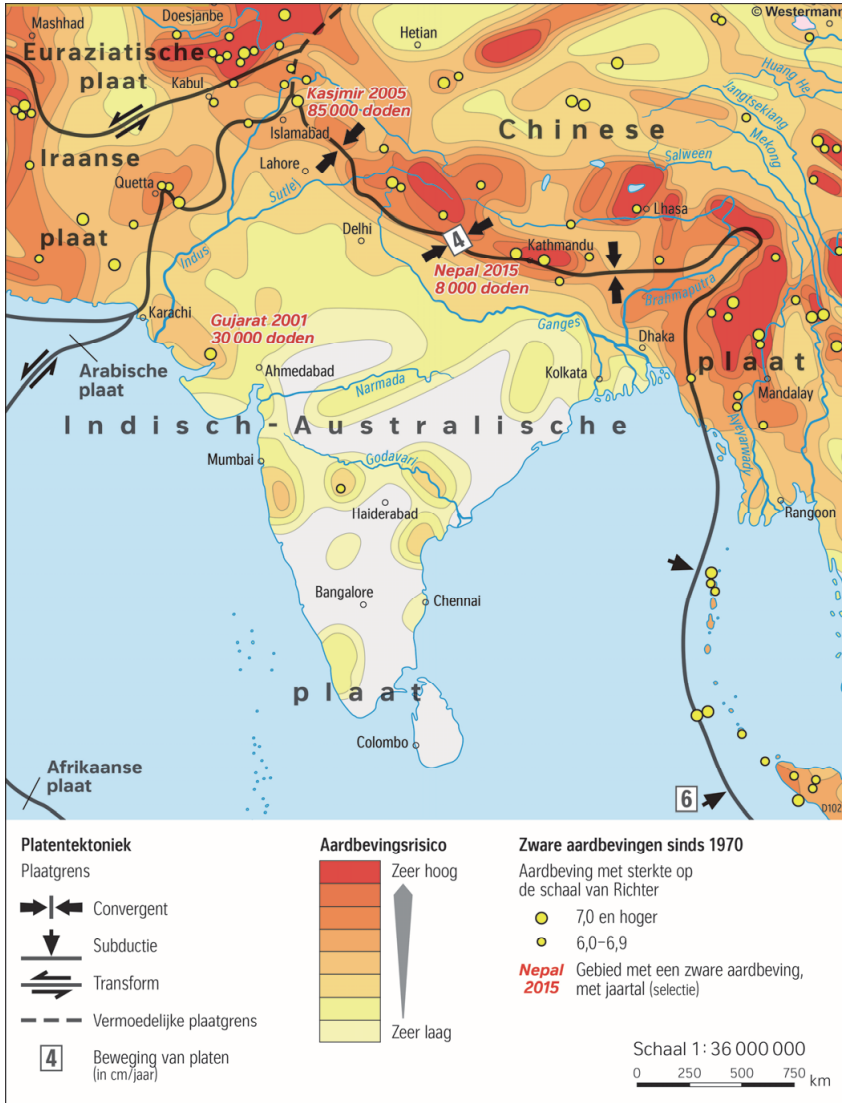 © Westermann
Mashhad
Doesjanbe
Hetian
Euraziatische
plaat
Kabul
Kasjmir 2005
85 000 doden
Huang He
Jangtsekiang
Mekong
Islamabad
Chinese
Iraanse
Lahore
Salween
Quetta
Sutlej
Lhasa
plaat
Delhi
4
Kathmandu
Indus
Nepal 2015
8 000 doden
Brahmaputra
Karachi
Gujarat 2001
30 000 doden
Ganges
Dhaka
Arabische
plaat
Ahmedabad
Kolkata
plaat
Narmada
Mandalay
Indisch-Australische
Ayeyarwady
Mumbai
Godavari
Haiderabad
Rangoon
Bangalore
Chennai
plaat
Colombo
Afrikaanse
plaat
6
D102
Platentektoniek
Plaatgrens
Convergent
Subductie
Transform
Vermoedelijke plaatgrens
4
Beweging van platen
(in cm/jaar)
Aardbevingsrisico
Zeer hoog
Zeer laag
Zware aardbevingen sinds 1970
Aardbeving met sterkte op
de schaal van Richter
7,0 en hoger
6,0–6,9
Nepal
2015
Gebied met een zware aardbeving,
met jaartal (selectie)
Schaal 1 : 36 000 000
0 250 500 750 km